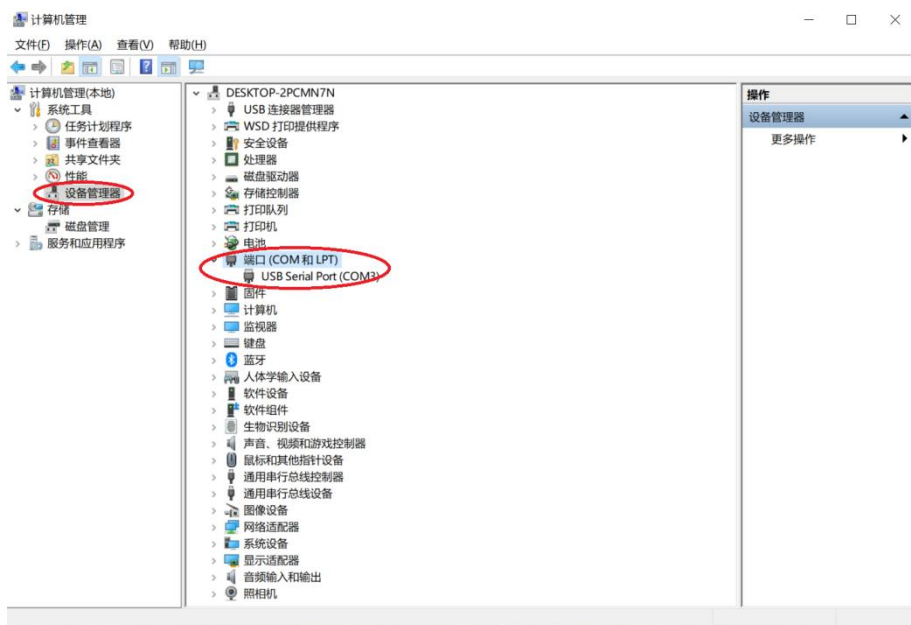 计算机管理
文件(F) 操作(A) 查看(V) 帮助(H)
计算机管理(本地)
系统工具
任务计划程序
事件查看器
共享文件夹
性能
设备管理器
存储
磁盘管理
服务和应用程序
DESKTOP-2PCMN7N
USB 连接器管理器
WSD 打印提供程序
安全设备
处理器
磁盘驱动器
存储控制器
打印队列
打印机
电池
端口 (COM 和 LPT)
USB Serial Port (COM3)
固件
计算机
监视器
键盘
蓝牙
人体学输入设备
软件设备
软件组件
生物识别设备
声音、视频和游戏控制器
鼠标和其他指针设备
通用串行总线控制器
通用串行总线设备
图像设备
网络适配器
系统设备
显示适配器
音频输入和输出
照相机
操作
设备管理器
更多操作